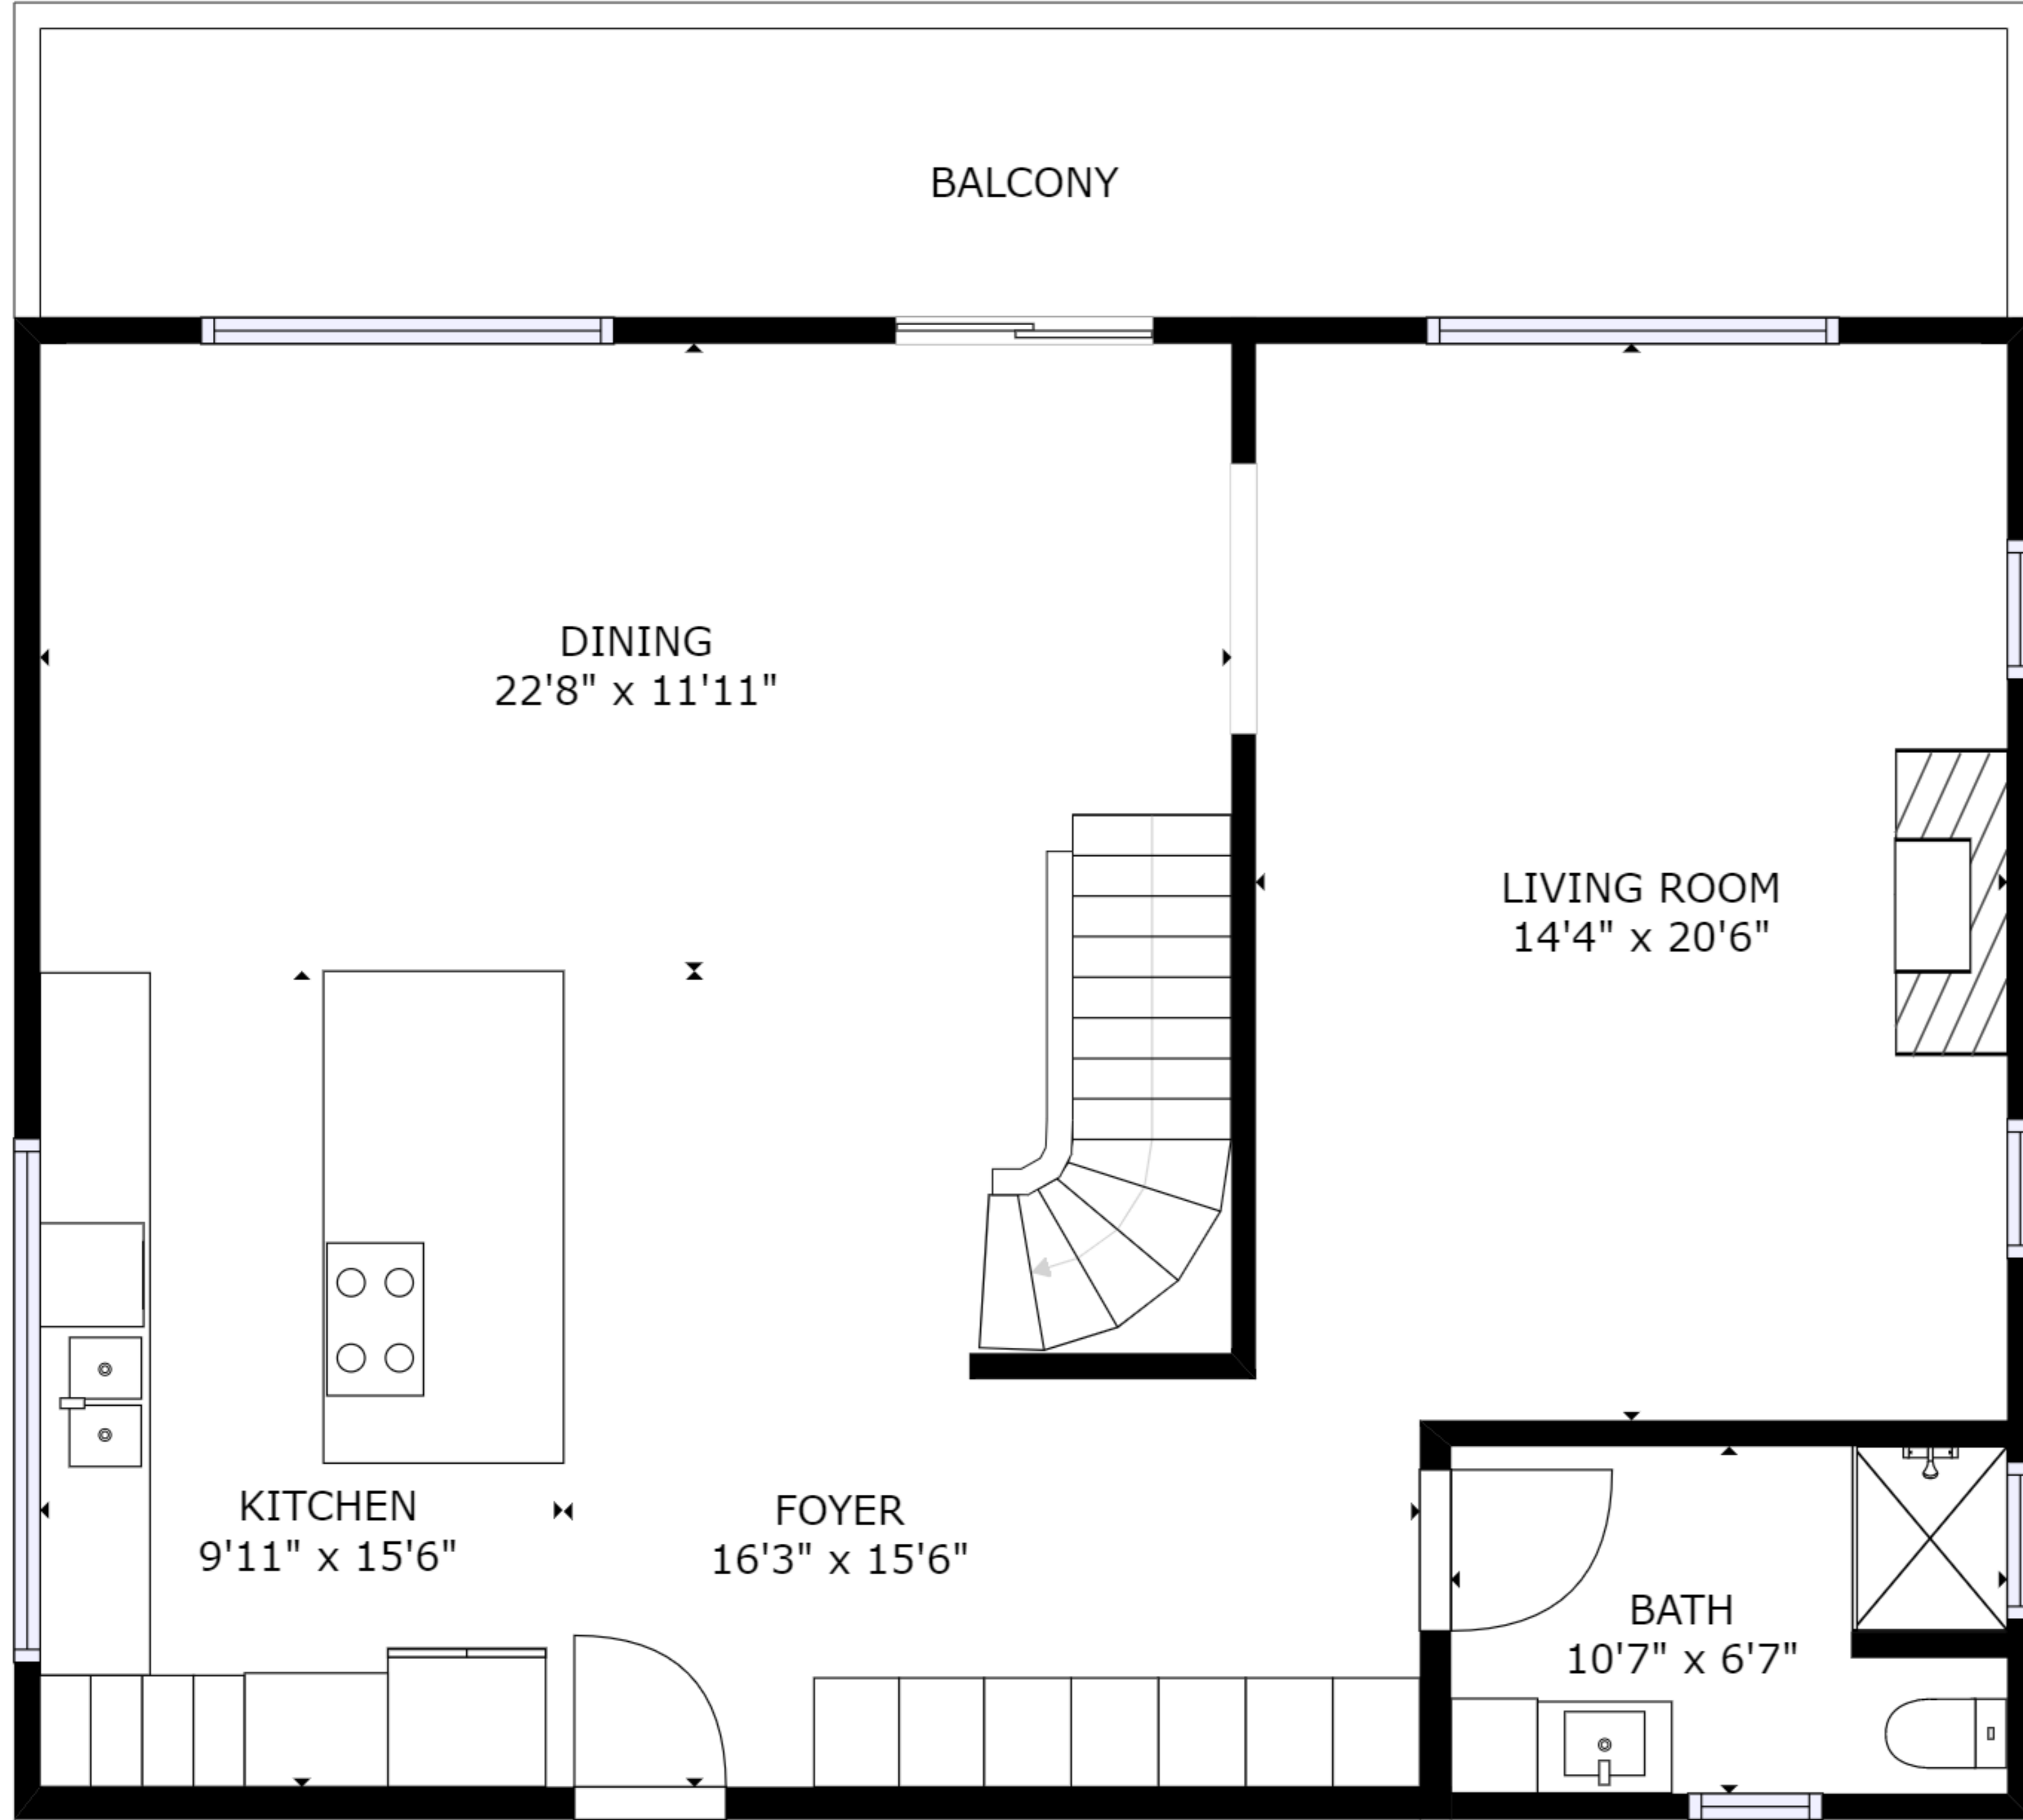 BALCONY
DINING
22'8" x 11'11"
LIVING ROOM
14'4" x 20'6"
KITCHEN
9'11" x 15'6"
FOYER
16'3" x 15'6"
BATH
10'7" x 6'7"